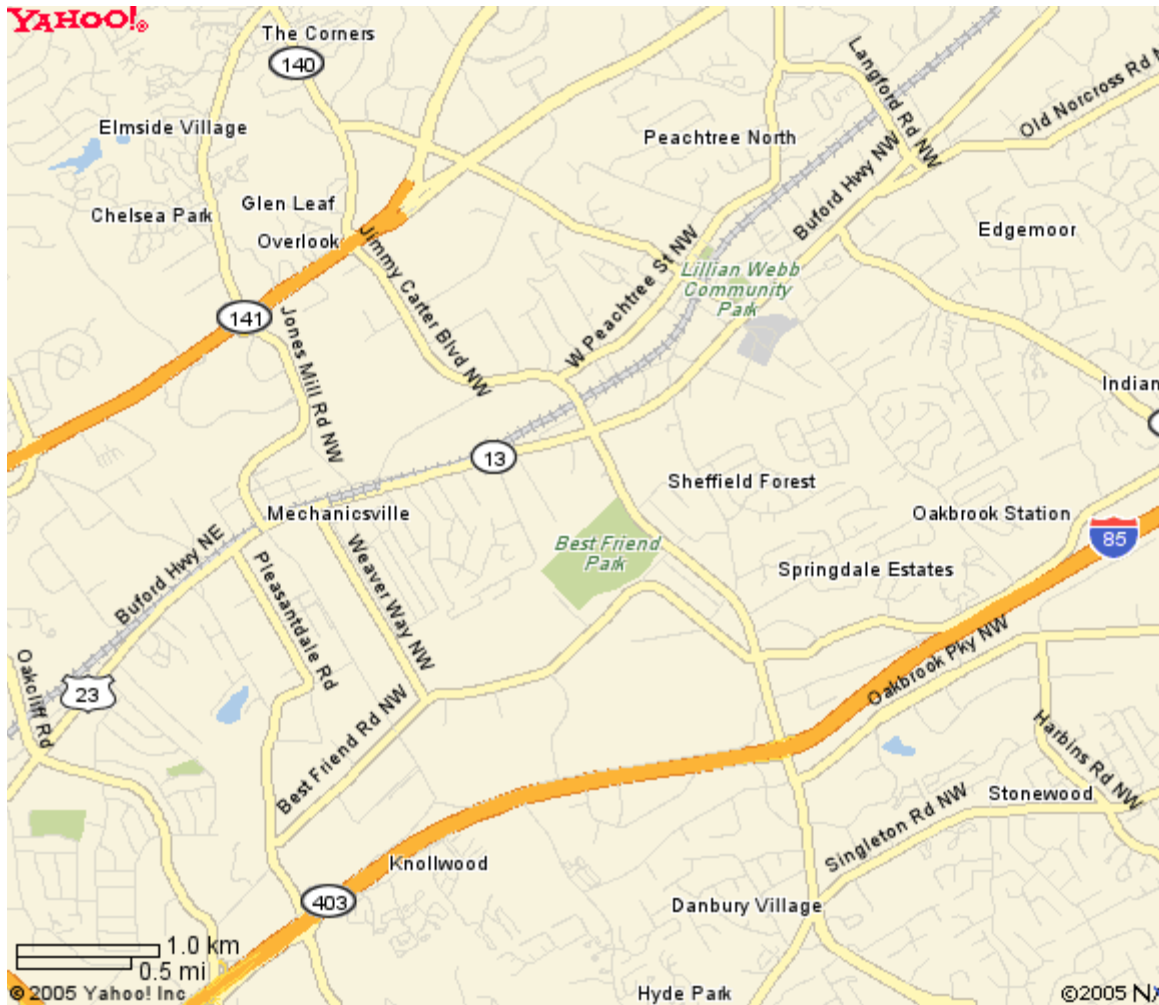 YAHOO!®
The Corners
140
Langford Rd NW
Old Norcross Rd N
Elmside Village
Peachtree North
Buford Hwy NW
Glen Leaf
Chelsea Park
Edgemoor
Overlook
Jimmy Carter Blvd NW
W Peachtree St NW
Lillian Webb
Community
Park
141
Jones Mill Rd NW
Indian
13
Sheffield Forest
Mechanicsville
Oakbrook Station
85
Buford Hwy NE
Weaver Way NW
Best Friend
Park
Springdale Estates
Pleasantdale Rd
Oakcliff Rd
23
Oakbrook Pky NW
Best Friend Rd NW
Harbins Rd NW
Stonewood
Singleton Rd NW
Knollwood
403
Danbury Village
1.0 km
0.5 mi
© 2005 Yahoo! Inc
Hyde Park
©2005 N